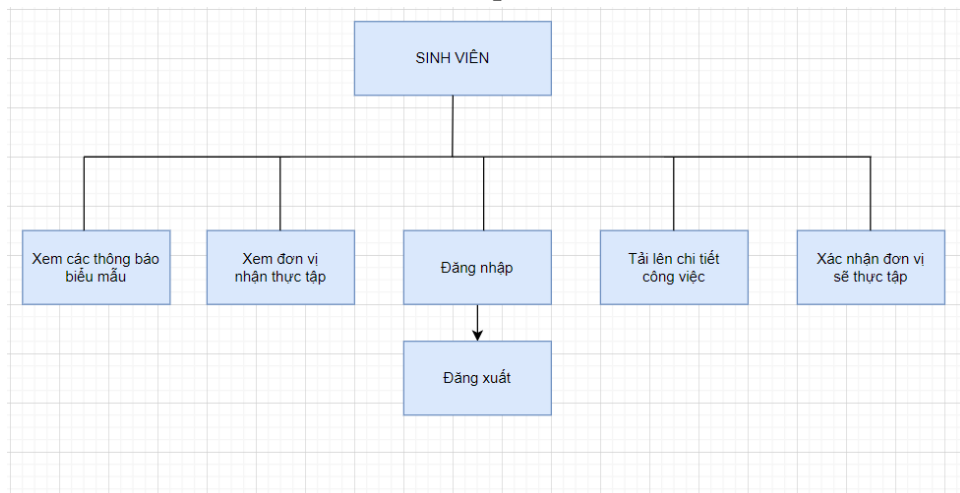 SINH VIÊN
Xem các thông báo
biểu mẫu
Xem đơn vị
nhận thực tập
Đăng nhập
Tải lên chi tiết
công việc
Xác nhận đơn vị
sẽ thực tập
Đăng xuất